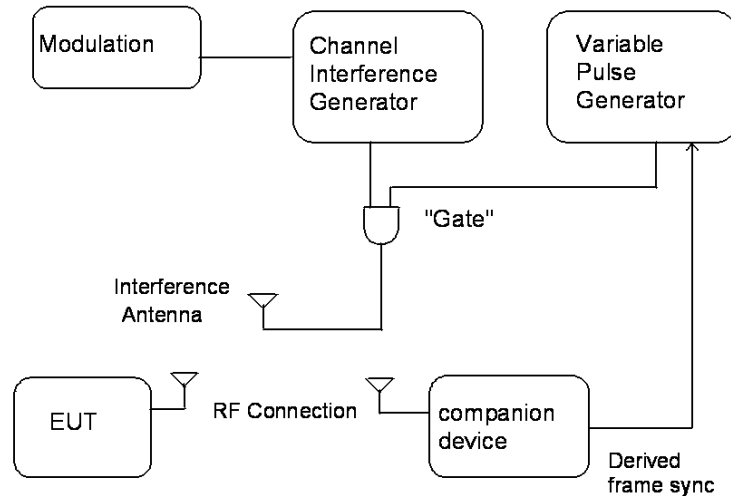 Modulation
Channel
Interference
Generator
Variable
Pulse
Generator
"Gate"
Interference
Antenna
EUT
RF Connection
companion
device
Derived
frame sync